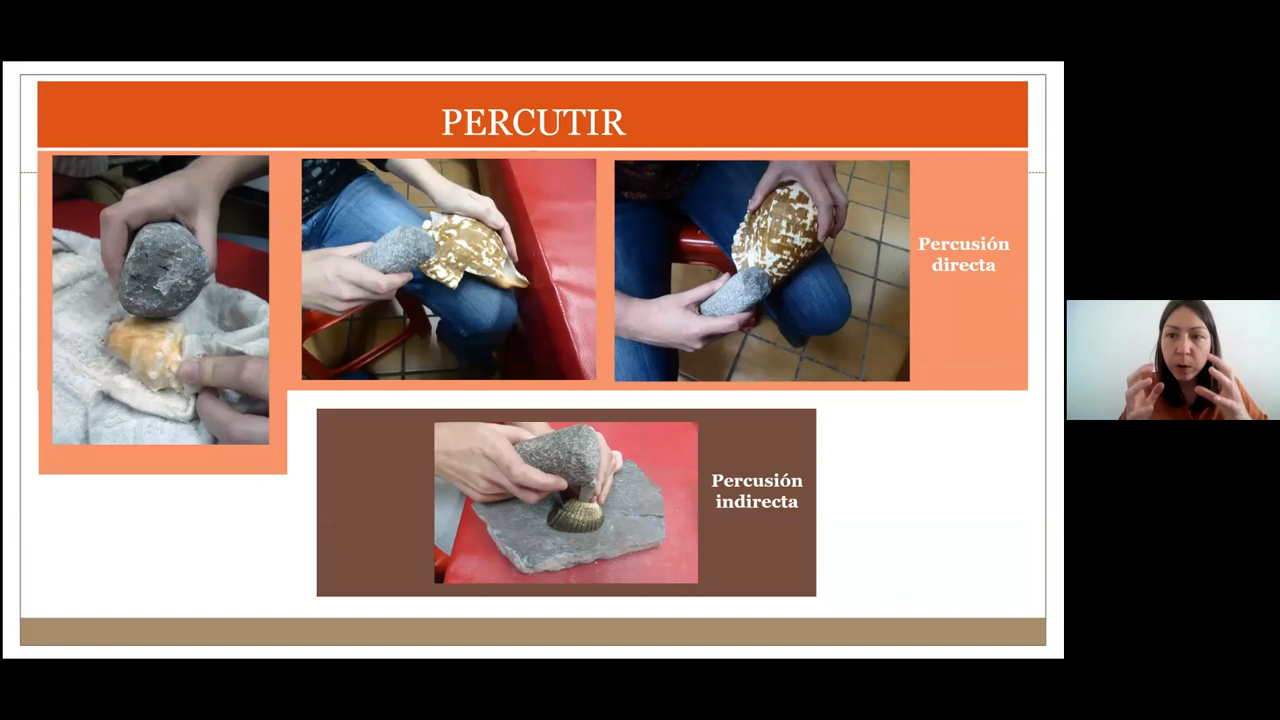 PERCUTIR
Percusión
directa
Percusión
indirecta